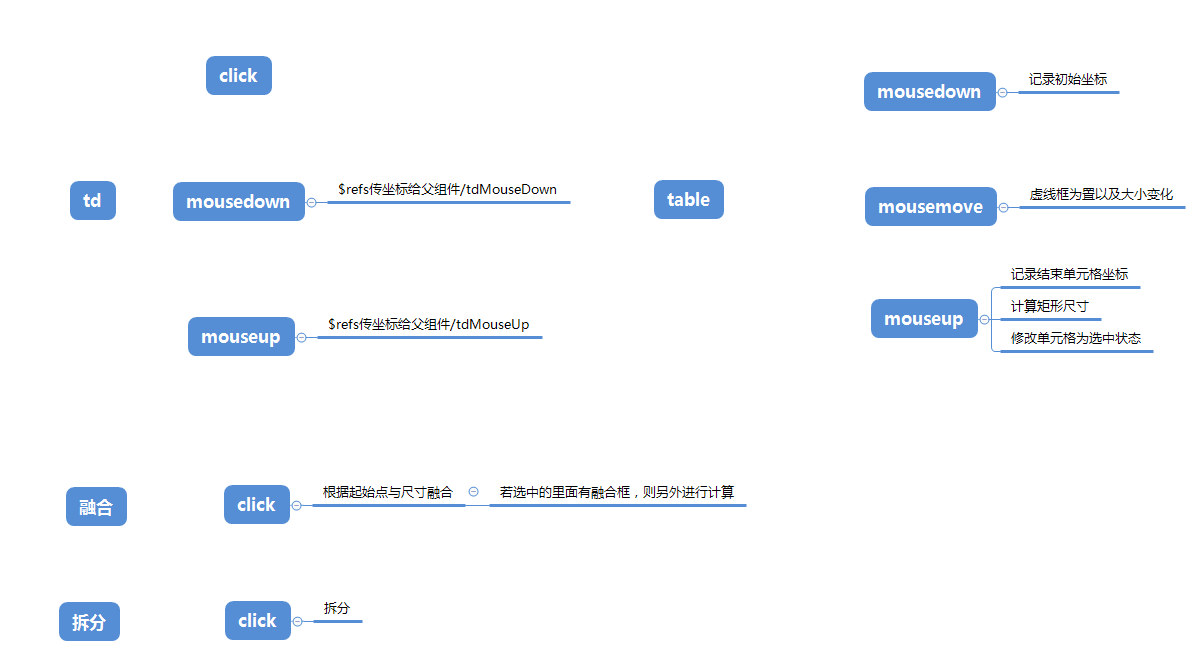 click
td
mousedown
$refs传坐标给父组件/tdMouseDown
mouseup
$refs传坐标给父组件/tdMouseUp
table
mousedown
记录初始坐标
mousemove
虚线框为置以及大小变化
mouseup
记录结束单元格坐标
计算矩形尺寸
修改单元格为选中状态
融合
click
根据起始点与尺寸融合
若选中的里面有融合框，则另外进行计算
拆分
click
拆分